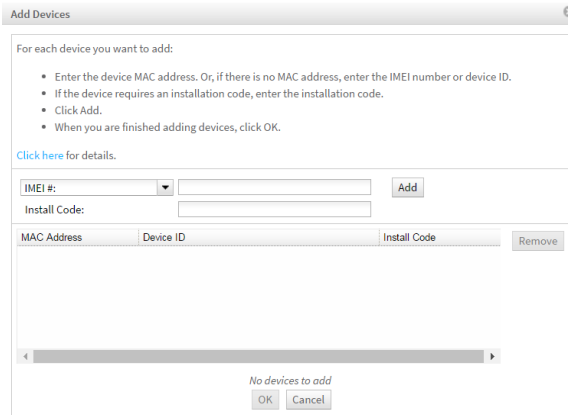 Add Devices
For each device you want to add:
• Enter the device MAC address. Or, if there is no MAC address, enter the IMEI number or device ID.
• If the device requires an installation code, enter the installation code.
• Click Add.
• When you are finished adding devices, click OK.
Click here for details.
IMEI #: Add
Install Code:
MAC Address Device ID Install Code Remove
No devices to add
OK Cancel